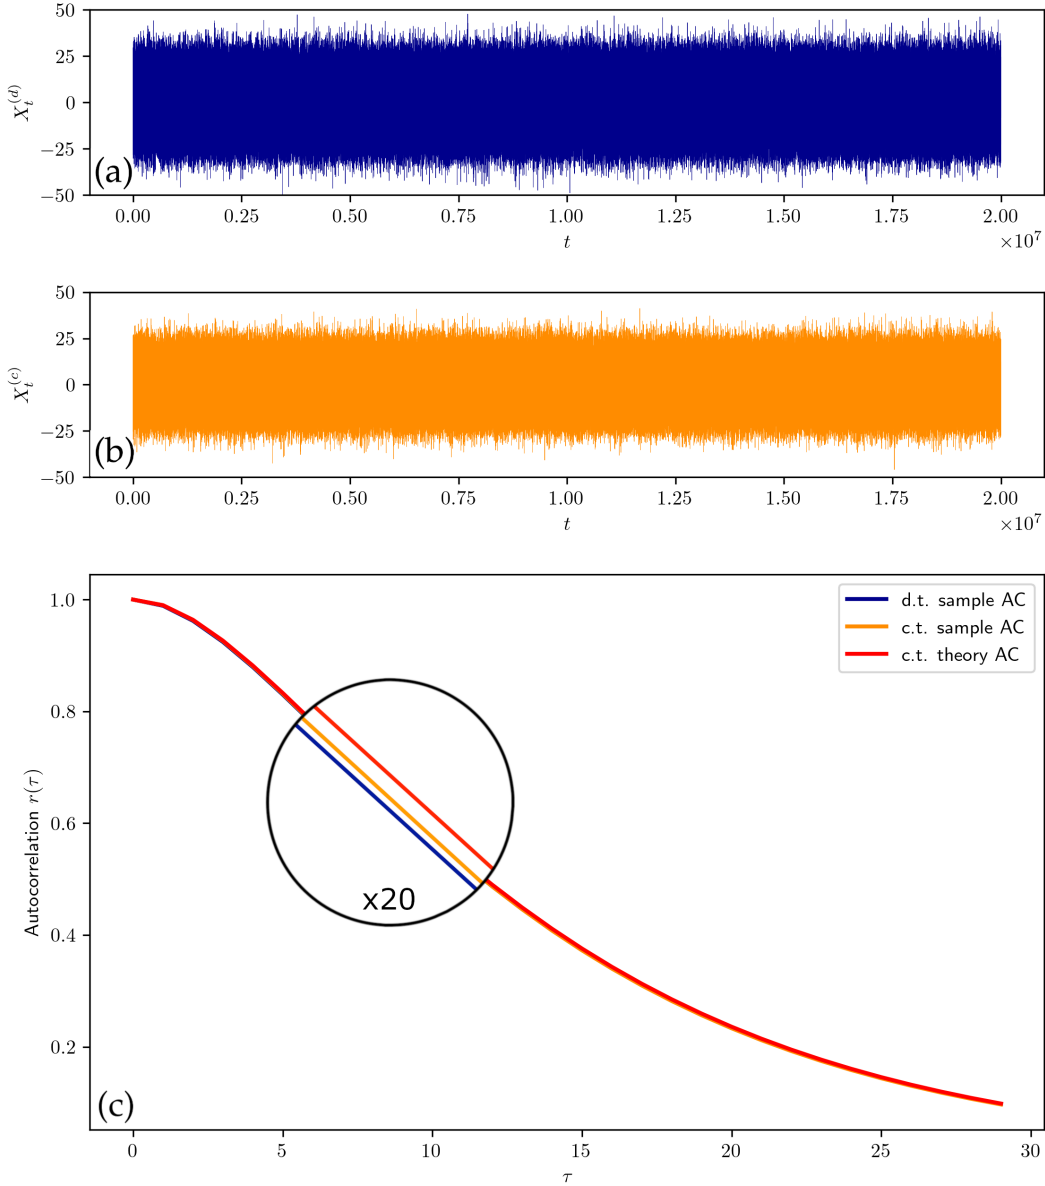 50
25
0
−25
−50
X_t^{(d)}
(a)
0.00 0.25 0.50 0.75 1.00 1.25 1.50 1.75 2.00
t
×10^7
50
25
0
−25
−50
X_t^{(c)}
(b)
0.00 0.25 0.50 0.75 1.00 1.25 1.50 1.75 2.00
t
×10^7
1.0
0.8
0.6
0.4
0.2
Autocorrelation r(τ)
d.t. sample AC
c.t. sample AC
c.t. theory AC
x20
(c)
0 5 10 15 20 25 30
τ